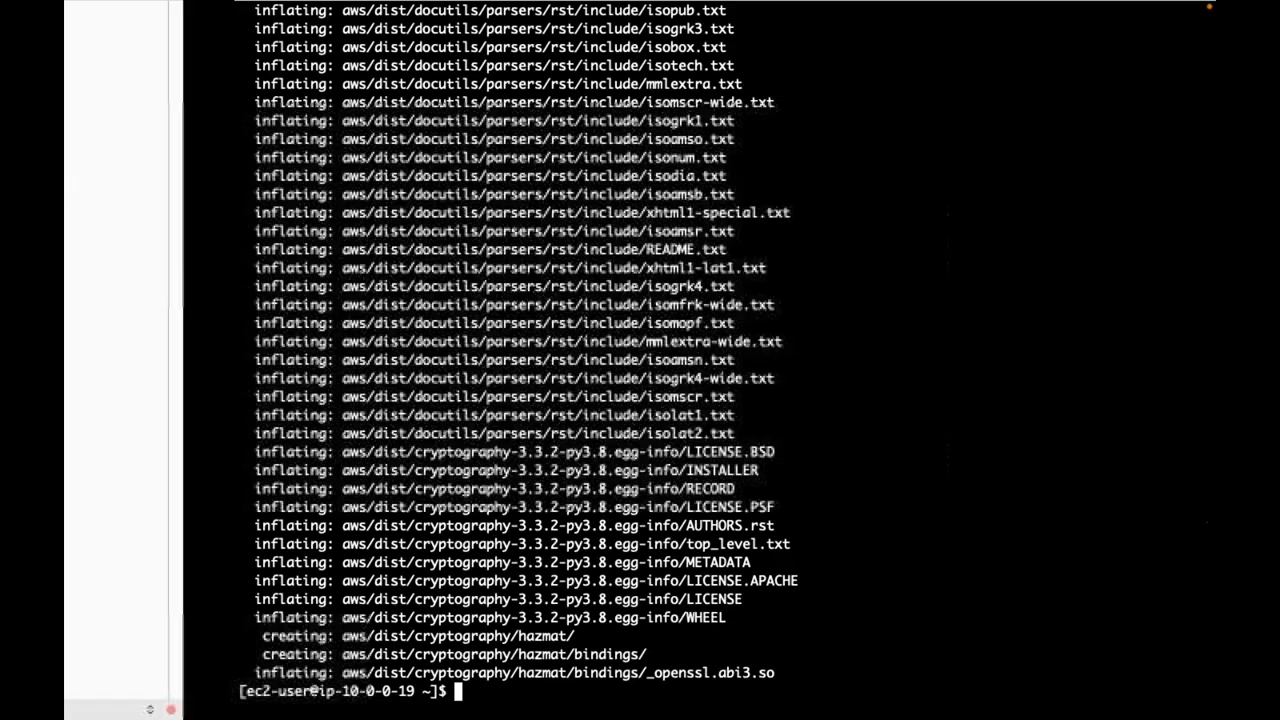 inflating: aws/dist/docutils/parsers/rst/include/isopub.txt
inflating: aws/dist/docutils/parsers/rst/include/isogrk3.txt
inflating: aws/dist/docutils/parsers/rst/include/isobox.txt
inflating: aws/dist/docutils/parsers/rst/include/isotech.txt
inflating: aws/dist/docutils/parsers/rst/include/mmlextra.txt
inflating: aws/dist/docutils/parsers/rst/include/isomscr-wide.txt
inflating: aws/dist/docutils/parsers/rst/include/isogrk1.txt
inflating: aws/dist/docutils/parsers/rst/include/isoamso.txt
inflating: aws/dist/docutils/parsers/rst/include/isonum.txt
inflating: aws/dist/docutils/parsers/rst/include/isodia.txt
inflating: aws/dist/docutils/parsers/rst/include/isoamsb.txt
inflating: aws/dist/docutils/parsers/rst/include/xhtml1-special.txt
inflating: aws/dist/docutils/parsers/rst/include/isoamsr.txt
inflating: aws/dist/docutils/parsers/rst/include/README.txt
inflating: aws/dist/docutils/parsers/rst/include/xhtml1-lat1.txt
inflating: aws/dist/docutils/parsers/rst/include/isogrk4.txt
inflating: aws/dist/docutils/parsers/rst/include/isomfrk-wide.txt
inflating: aws/dist/docutils/parsers/rst/include/isomopf.txt
inflating: aws/dist/docutils/parsers/rst/include/mmlextra-wide.txt
inflating: aws/dist/docutils/parsers/rst/include/isoamsn.txt
inflating: aws/dist/docutils/parsers/rst/include/isogrk4-wide.txt
inflating: aws/dist/docutils/parsers/rst/include/isomscr.txt
inflating: aws/dist/docutils/parsers/rst/include/isolat1.txt
inflating: aws/dist/docutils/parsers/rst/include/isolat2.txt
inflating: aws/dist/cryptography-3.3.2-py3.8.egg-info/LICENSE.BSD
inflating: aws/dist/cryptography-3.3.2-py3.8.egg-info/INSTALLER
inflating: aws/dist/cryptography-3.3.2-py3.8.egg-info/RECORD
inflating: aws/dist/cryptography-3.3.2-py3.8.egg-info/LICENSE.PSF
inflating: aws/dist/cryptography-3.3.2-py3.8.egg-info/AUTHORS.rst
inflating: aws/dist/cryptography-3.3.2-py3.8.egg-info/top_level.txt
inflating: aws/dist/cryptography-3.3.2-py3.8.egg-info/METADATA
inflating: aws/dist/cryptography-3.3.2-py3.8.egg-info/LICENSE.APACHE
inflating: aws/dist/cryptography-3.3.2-py3.8.egg-info/LICENSE
inflating: aws/dist/cryptography-3.3.2-py3.8.egg-info/WHEEL
creating: aws/dist/cryptography/hazmat/
creating: aws/dist/cryptography/hazmat/bindings/
inflating: aws/dist/cryptography/hazmat/bindings/_openssl.abi3.so
[ec2-user@ip-10-0-0-19 ~]$